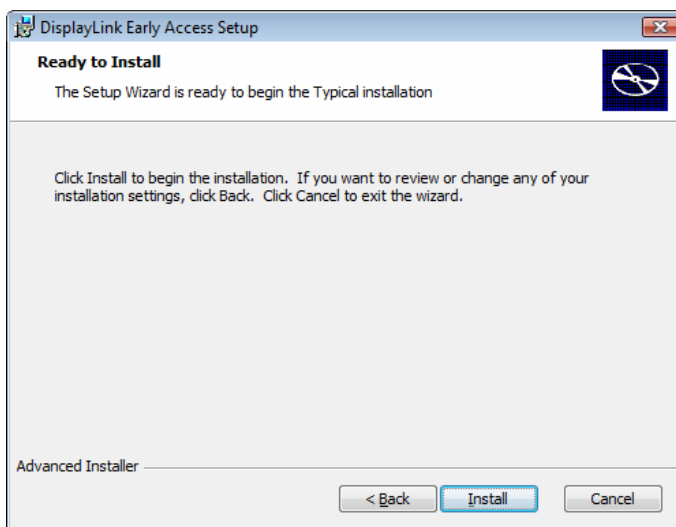 DisplayLink Early Access Setup
Ready to Install
The Setup Wizard is ready to begin the Typical installation
Click Install to begin the installation.  If you want to review or change any of your
installation settings, click Back.  Click Cancel to exit the wizard.
Advanced Installer
< Back
Install
Cancel